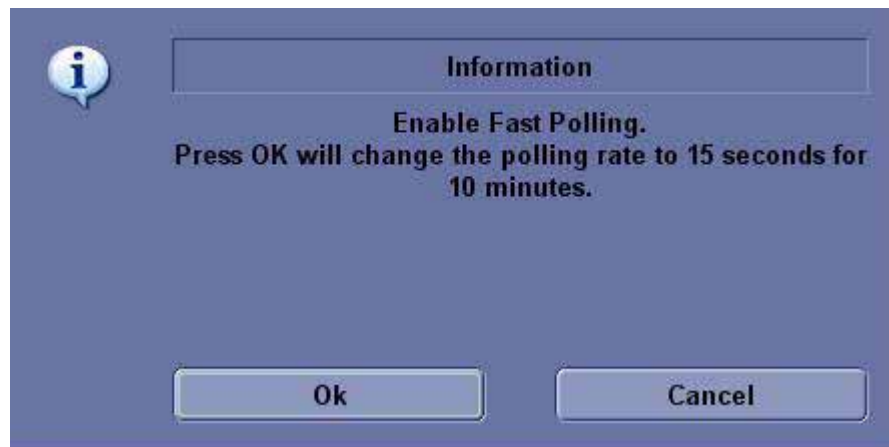 Information
Enable Fast Polling.
Press OK will change the polling rate to 15 seconds for
10 minutes.
Ok
Cancel